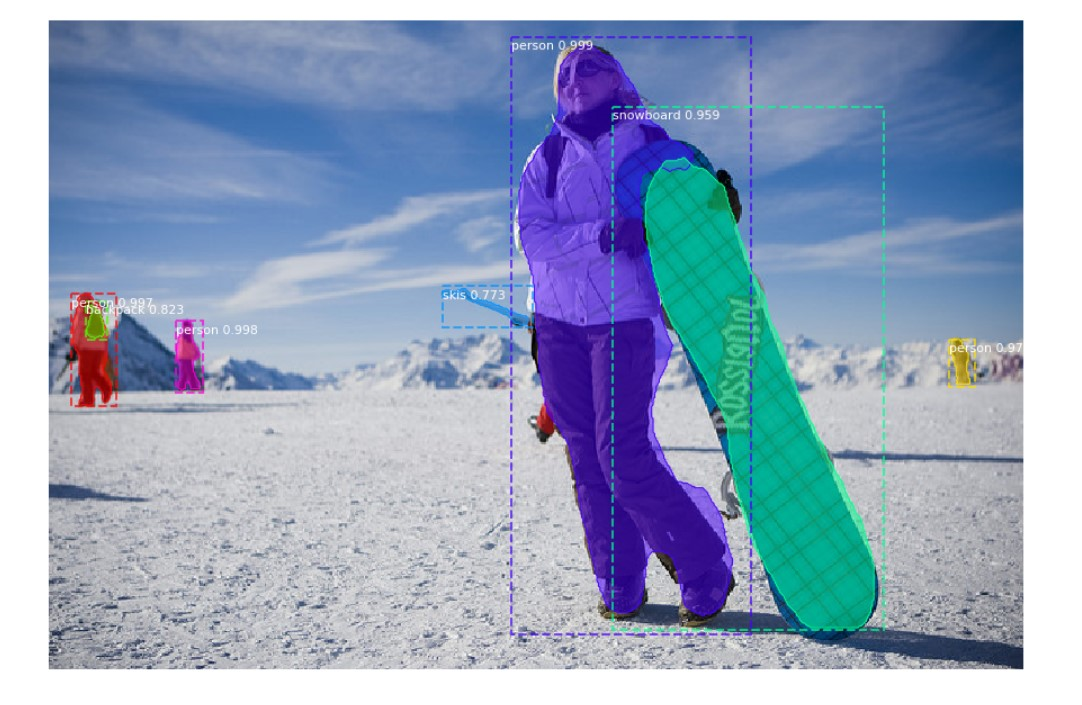 person 0.999
snowboard 0.959
skis 0.773
person 0.997
backpack 0.823
person 0.998
person 0.97
Rossignol